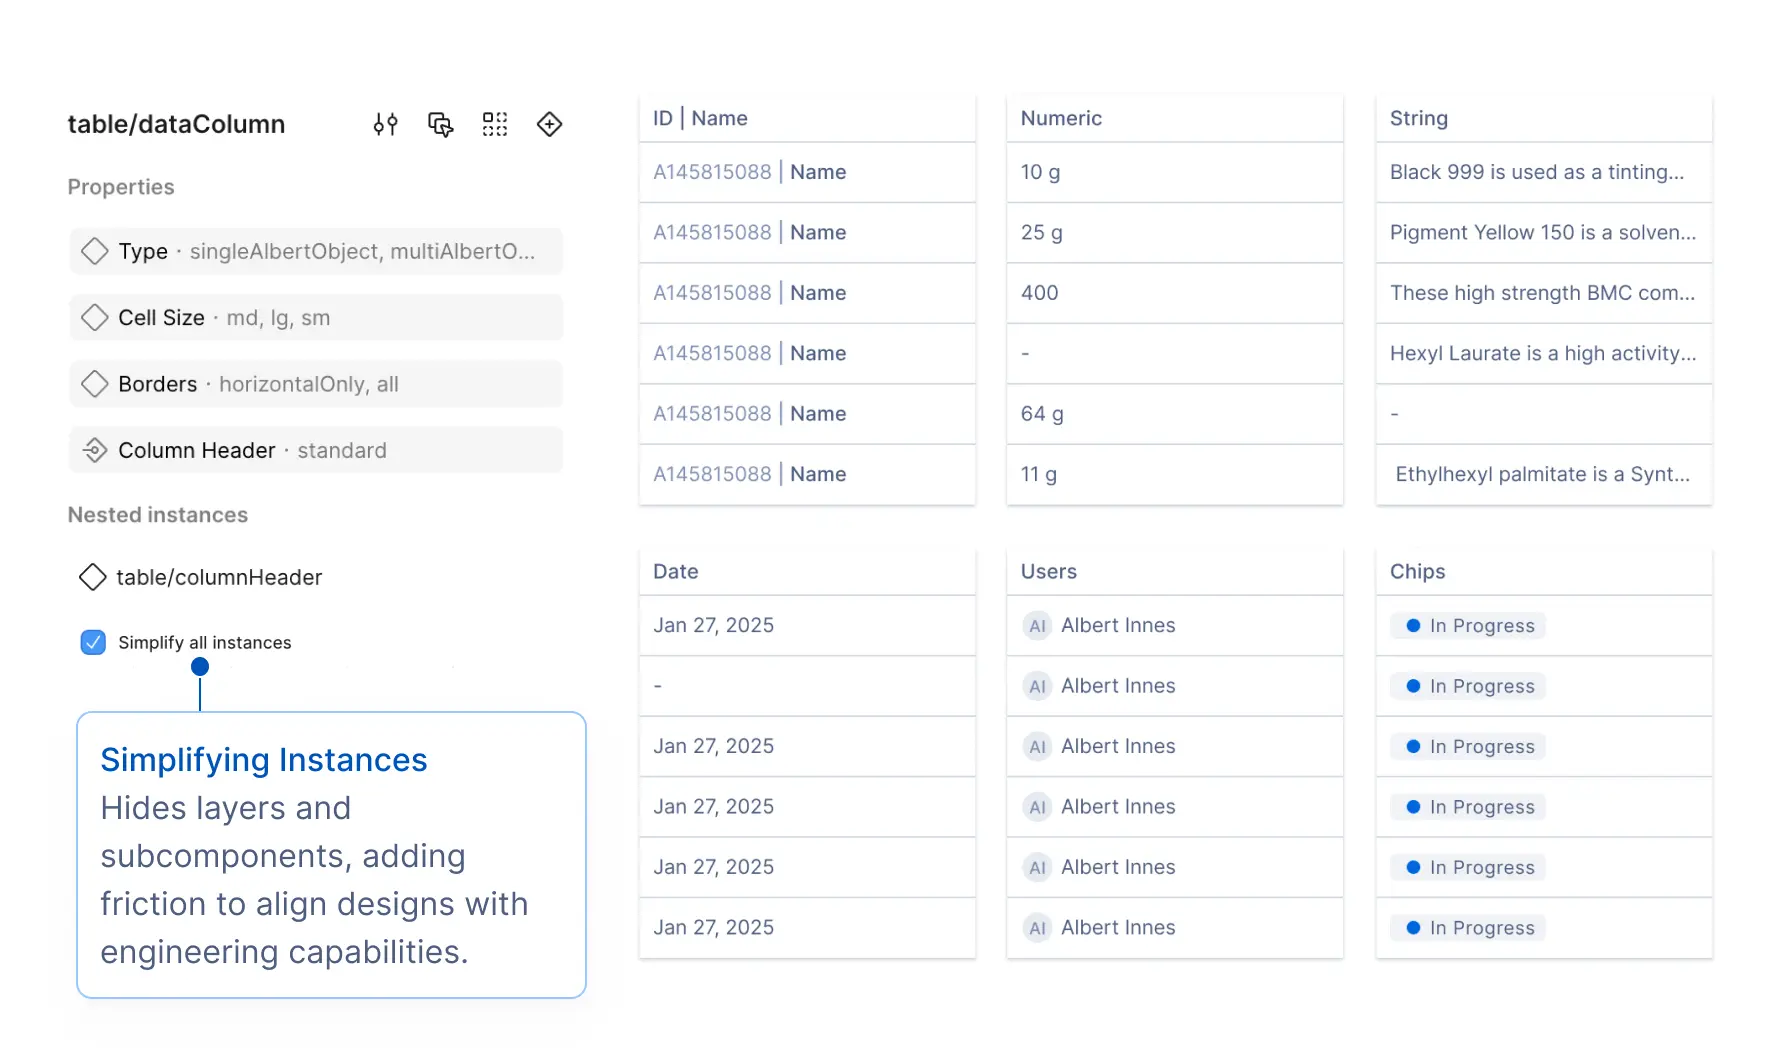 table/dataColumn
Properties
Type · singleAlbertObject, multiAlbertO...
Cell Size · md, lg, sm
Borders · horizontalOnly, all
Column Header · standard
Nested instances
table/columnHeader
Simplify all instances
Simplifying Instances
Hides layers and
subcomponents, adding
friction to align designs with
engineering capabilities.
ID | Name
A145815088 | Name
A145815088 | Name
A145815088 | Name
A145815088 | Name
A145815088 | Name
A145815088 | Name
Numeric
10 g
25 g
400
-
64 g
11 g
String
Black 999 is used as a tinting...
Pigment Yellow 150 is a solven...
These high strength BMC com...
Hexyl Laurate is a high activity...
-
Ethylhexyl palmitate is a Synt...
Date
Jan 27, 2025
-
Jan 27, 2025
Jan 27, 2025
Jan 27, 2025
Jan 27, 2025
Users
AI Albert Innes
AI Albert Innes
AI Albert Innes
AI Albert Innes
AI Albert Innes
AI Albert Innes
Chips
In Progress
In Progress
In Progress
In Progress
In Progress
In Progress